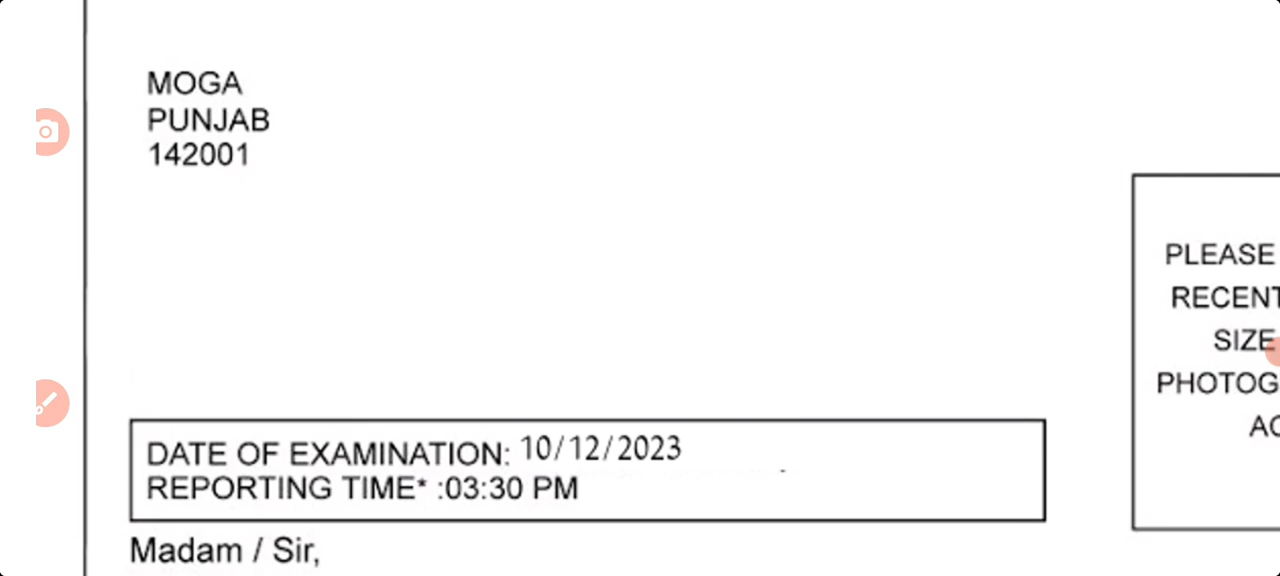 MOGA
PUNJAB
142001
PLEASE
RECENT
SIZE
PHOTOG
AC
DATE OF EXAMINATION: 10/12/2023
REPORTING TIME* :03:30 PM
Madam / Sir,